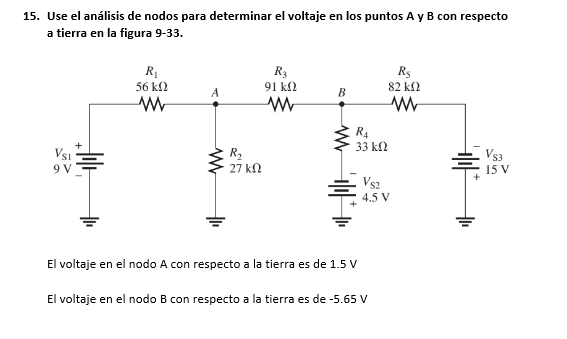 15. Use el análisis de nodos para determinar el voltaje en los puntos A y B con respecto
a tierra en la figura 9-33.
R1 R3 R5
56 kΩ A 91 kΩ B 82 kΩ
R4
33 kΩ
VS1 + R2 − VS3
9 V − 27 kΩ + 15 V
− VS2
+ 4.5 V
El voltaje en el nodo A con respecto a la tierra es de 1.5 V
El voltaje en el nodo B con respecto a la tierra es de -5.65 V